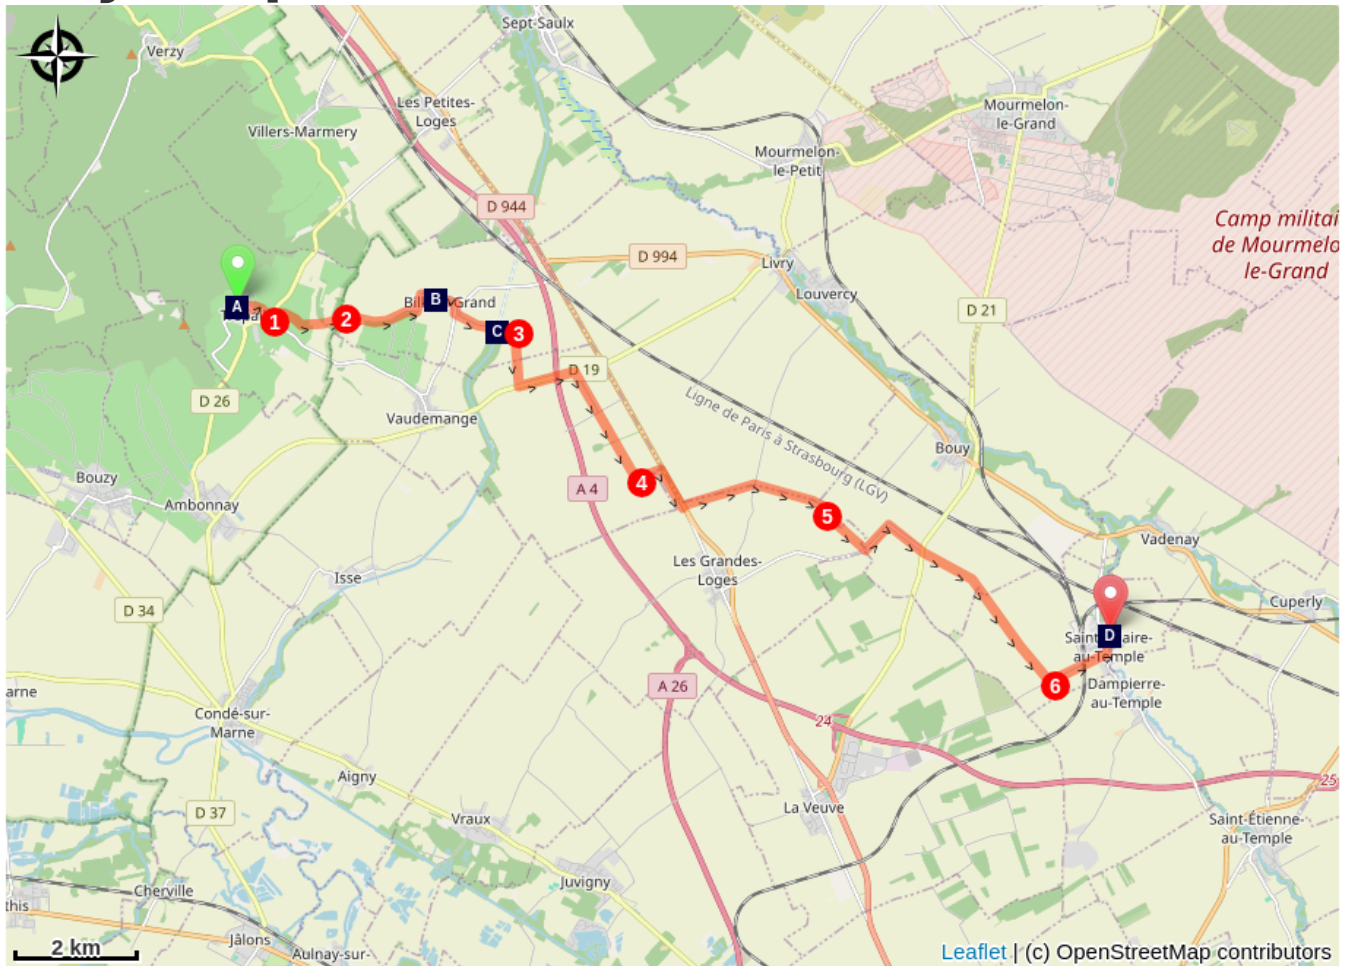 Sept-Saulx
Verzy
Les Petites-
Loges
Villers-Marmery
Mourmelon-
le-Grand
Mourmelon-
le-Petit
D 944
Camp militai
de Mourmelo
le-Grand
D 994
Livry
Louvercy
A
B
Grand
D 21
1
2
C
3
D 19
D 26
Vaudemange
Ligne de Paris à Strasbourg (LGV)
Bouy
Bouzy
Ambonnay
A 4
4
5
Vadenay
Isse
Les Grandes-
Loges
D 34
Cuperly
D
Saint aire-
au-Temple
6
Dampierre-
au-Temple
A 26
arne
Condé-sur-
Marne
24
Aigny
25
D 37
Vraux
La Veuve
Saint-Étienne-
au-Temple
Juvigny
Cherville
this
Jâlons
Aulnay-sur-
2 km
Leaflet | (c) OpenStreetMap contributors